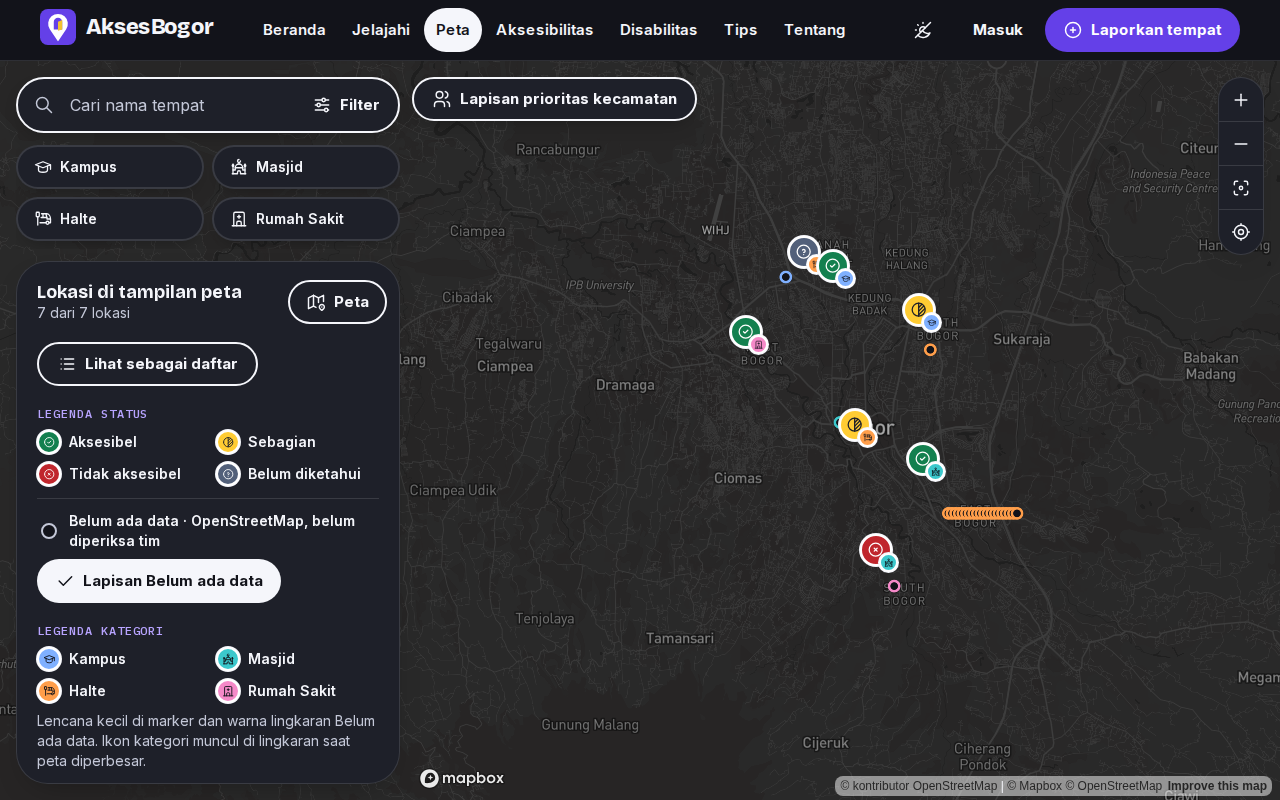 AksesBogor
Beranda
Jelajahi
Peta
Aksesibilitas
Disabilitas
Tips
Tentang
Masuk
Laporkan tempat
Cari nama tempat
Filter
Lapisan prioritas kecamatan
Kampus
Masjid
Halte
Rumah Sakit
Lokasi di tampilan peta
7 dari 7 lokasi
Peta
Lihat sebagai daftar
LEGENDA STATUS
Aksesibel
Sebagian
Tidak aksesibel
Belum diketahui
Belum ada data · OpenStreetMap, belum
diperiksa tim
Lapisan Belum ada data
LEGENDA KATEGORI
Kampus
Masjid
Halte
Rumah Sakit
Lencana kecil di marker dan warna lingkaran Belum
ada data. Ikon kategori muncul di lingkaran saat
peta diperbesar.
Rancabungur
Indonesia Peace
and Security Centre
Ciampea
WIHJ
KEDUNG
HALANG
IPB University
Cibadak
KEDUNG
BADAK
Tegalwaru
Ciampea
BOGOR
BOGOR
Sukaraja
Babakan
Madang
Dramaga
Ciomas
Ciampea Udik
BOGOR
BOGOR
Tenjolaya
Tamansari
Gunung Malang
Cijeruk
Ciherang
Pondok
mapbox
© kontributor OpenStreetMap | © Mapbox © OpenStreetMap Improve this map